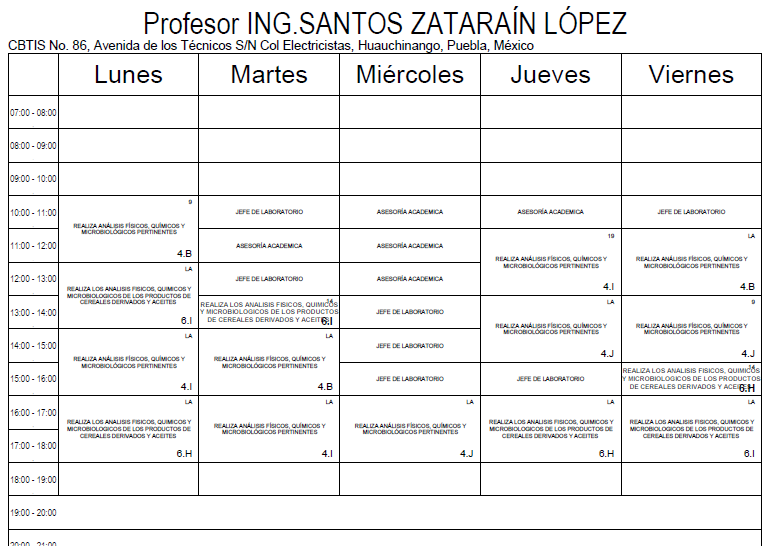 Profesor ING.SANTOS ZATARAÍN LÓPEZ
CBTIS No. 86, Avenida de los Técnicos S/N Col Electricistas, Huauchinango, Puebla, México
Lunes Martes Miércoles Jueves Viernes
07:00 - 08:00
08:00 - 09:00
09:00 - 10:00
10:00 - 11:00
9
REALIZA ANÁLISIS FÍSICOS, QUÍMICOS Y
MICROBIOLÓGICOS PERTINENTES
4.B
JEFE DE LABORATORIO
ASESORÍA ACADEMICA
ASESORÍA ACADEMICA
JEFE DE LABORATORIO
11:00 - 12:00
ASESORÍA ACADEMICA
ASESORÍA ACADEMICA
19
REALIZA ANÁLISIS FÍSICOS, QUÍMICOS Y
MICROBIOLÓGICOS PERTINENTES
4.I
LA
REALIZA ANÁLISIS FÍSICOS, QUÍMICOS Y
MICROBIOLÓGICOS PERTINENTES
4.B
12:00 - 13:00
LA
REALIZA LOS ANALISIS FISICOS, QUIMICOS Y
MICROBIOLOGICOS DE LOS PRODUCTOS DE
CEREALES DERIVADOS Y ACEITES
6.I
JEFE DE LABORATORIO
ASESORÍA ACADEMICA
13:00 - 14:00
14
REALIZA LOS ANALISIS FISICOS, QUIMICOS
Y MICROBIOLOGICOS DE LOS PRODUCTOS
DE CEREALES DERIVADOS Y ACEITES
6.I
JEFE DE LABORATORIO
LA
REALIZA ANÁLISIS FÍSICOS, QUÍMICOS Y
MICROBIOLÓGICOS PERTINENTES
4.J
9
REALIZA ANÁLISIS FÍSICOS, QUÍMICOS Y
MICROBIOLÓGICOS PERTINENTES
4.J
14:00 - 15:00
LA
REALIZA ANÁLISIS FÍSICOS, QUÍMICOS Y
MICROBIOLÓGICOS PERTINENTES
4.I
LA
REALIZA ANÁLISIS FÍSICOS, QUÍMICOS Y
MICROBIOLÓGICOS PERTINENTES
4.B
JEFE DE LABORATORIO
15:00 - 16:00
JEFE DE LABORATORIO
JEFE DE LABORATORIO
14
REALIZA LOS ANALISIS FISICOS, QUIMICOS
Y MICROBIOLOGICOS DE LOS PRODUCTOS
DE CEREALES DERIVADOS Y ACEITES
6.H
16:00 - 17:00
LA
REALIZA LOS ANALISIS FISICOS, QUIMICOS Y
MICROBIOLOGICOS DE LOS PRODUCTOS DE
CEREALES DERIVADOS Y ACEITES
6.H
LA
REALIZA ANÁLISIS FÍSICOS, QUÍMICOS Y
MICROBIOLÓGICOS PERTINENTES
4.I
LA
REALIZA ANÁLISIS FÍSICOS, QUÍMICOS Y
MICROBIOLÓGICOS PERTINENTES
4.J
LA
REALIZA LOS ANALISIS FISICOS, QUIMICOS Y
MICROBIOLOGICOS DE LOS PRODUCTOS DE
CEREALES DERIVADOS Y ACEITES
6.H
LA
REALIZA LOS ANALISIS FISICOS, QUIMICOS Y
MICROBIOLOGICOS DE LOS PRODUCTOS DE
CEREALES DERIVADOS Y ACEITES
6.I
17:00 - 18:00
18:00 - 19:00
19:00 - 20:00
20:00 - 21:00